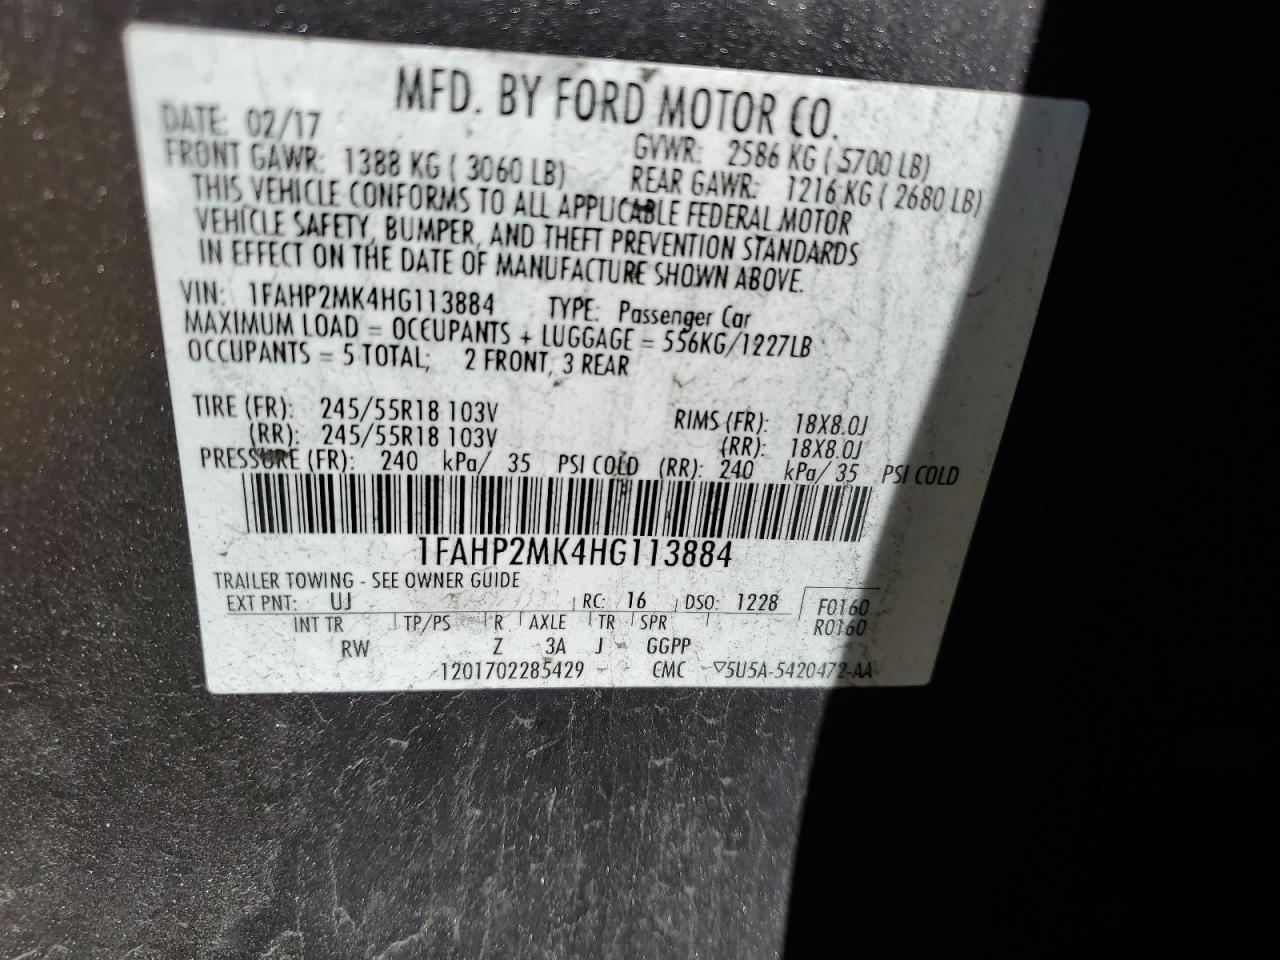 MFD. BY FORD MOTOR CO.
DATE: 02/17 GVWR: 2586 KG ( 5700 LB)
FRONT GAWR: 1388 KG ( 3060 LB) REAR GAWR: 1216 KG ( 2680 LB)
THIS VEHICLE CONFORMS TO ALL APPLICABLE FEDERAL MOTOR
VEHICLE SAFETY, BUMPER, AND THEFT PREVENTION STANDARDS
IN EFFECT ON THE DATE OF MANUFACTURE SHOWN ABOVE.
VIN: 1FAHP2MK4HG113884 TYPE: Passenger Car
MAXIMUM LOAD = OCCUPANTS + LUGGAGE = 556KG/1227LB
OCCUPANTS = 5 TOTAL; 2 FRONT, 3 REAR
TIRE (FR): 245/55R18 103V RIMS (FR): 18X8.0J
(RR): 245/55R18 103V (RR): 18X8.0J
PRESSURE (FR): 240 kPa/ 35 PSI COLD (RR): 240 kPa/ 35 PSI COLD
1FAHP2MK4HG113884
TRAILER TOWING - SEE OWNER GUIDE
EXT PNT: UJ RC: 16 DSO: 1228 F0160
INT TR TP/PS R AXLE TR SPR R0160
RW Z 3A J GGPP
1201702285429 CMC ▽5U5A-5420472-AA